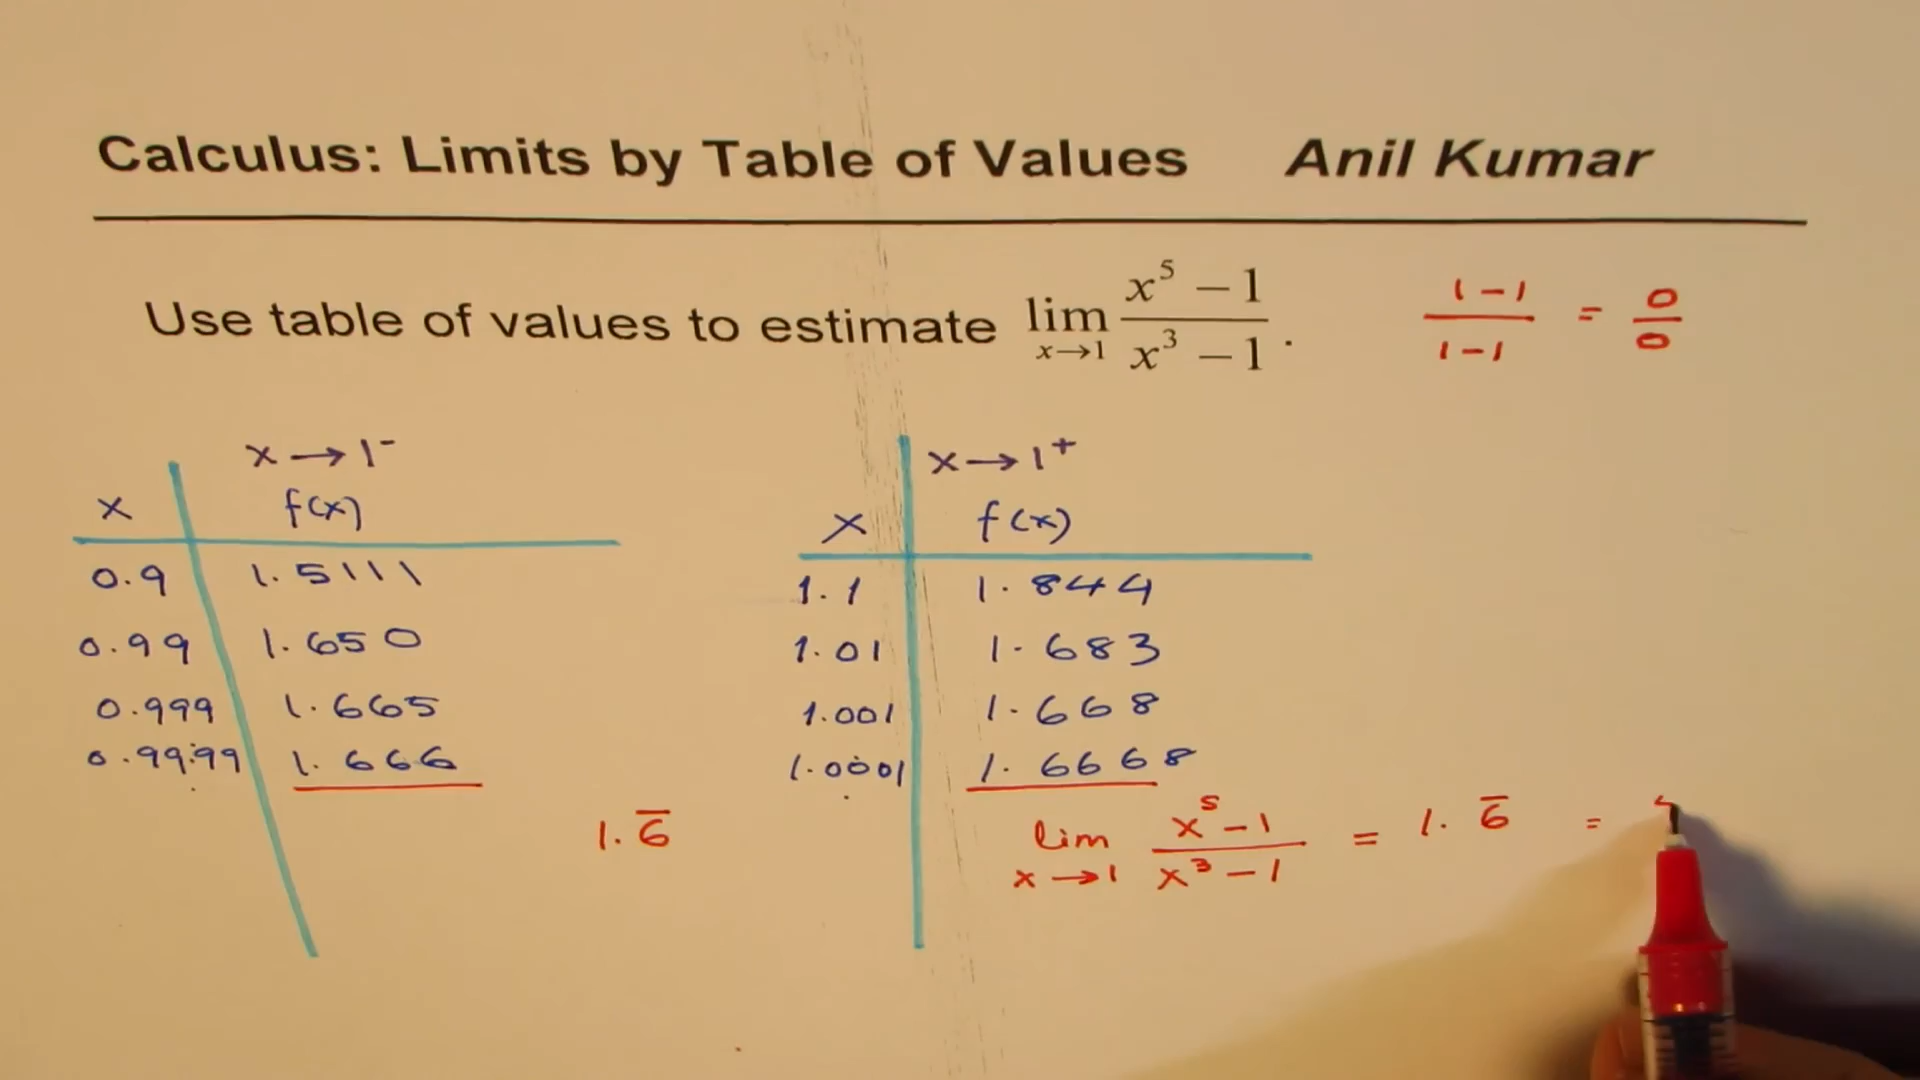 Calculus: Limits by Table of Values Anil Kumar
Use table of values to estimate lim x→1 (x⁵ − 1)/(x³ − 1) .
(1 − 1)/(1 − 1) = 0/0
x → 1⁻
x f(x)
0.9 1.5111
0.99 1.650
0.999 1.665
0.9999 1.666
1.6̅
x → 1⁺
x f(x)
1.1 1.844
1.01 1.683
1.001 1.668
1.0001 1.6668
lim x → 1 (x⁵ − 1)/(x³ − 1) = 1.6̅ =